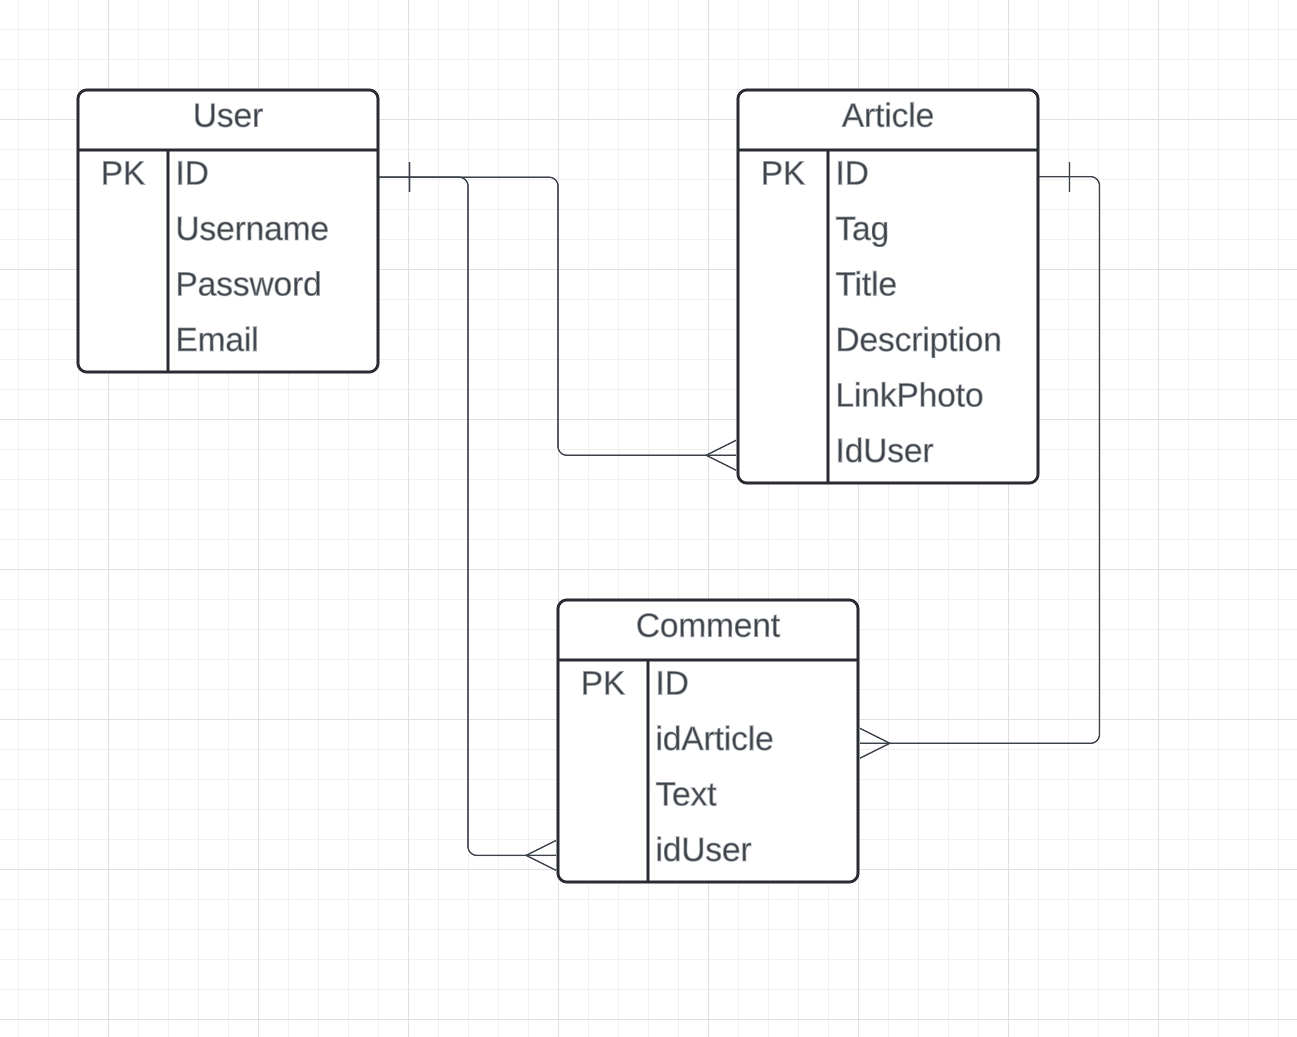 User
PK ID
Username
Password
Email
Article
PK ID
Tag
Title
Description
LinkPhoto
IdUser
Comment
PK ID
idArticle
Text
idUser